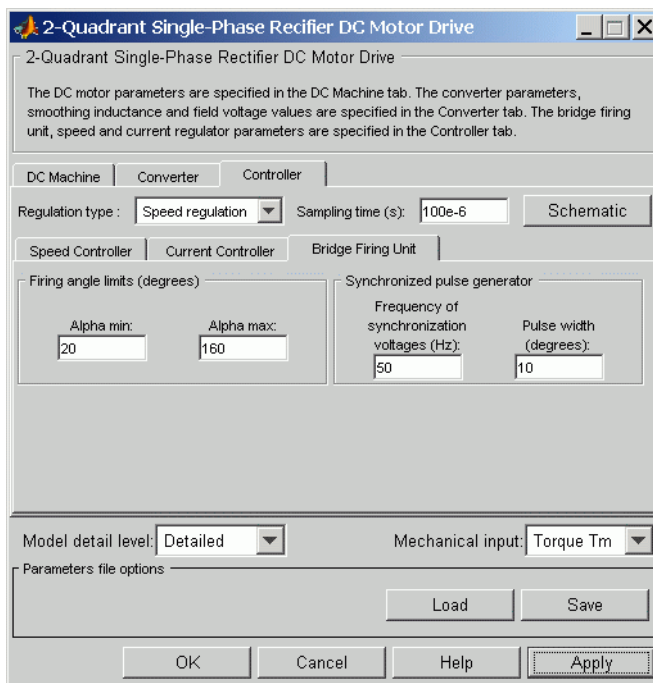 2-Quadrant Single-Phase Recifier DC Motor Drive
2-Quadrant Single-Phase Rectifier DC Motor Drive
The DC motor parameters are specified in the DC Machine tab. The converter parameters,
smoothing inductance and field voltage values are specified in the Converter tab. The bridge firing
unit, speed and current regulator parameters are specified in the Controller tab.
DC Machine Converter Controller
Regulation type : Speed regulation Sampling time (s): 100e-6 Schematic
Speed Controller Current Controller Bridge Firing Unit
Firing angle limits (degrees) Synchronized pulse generator
Alpha min: Alpha max:
20 160
Frequency of
synchronization
voltages (Hz):
50
Pulse width
(degrees):
10
Model detail level: Detailed Mechanical input: Torque Tm
Parameters file options
Load Save
OK Cancel Help Apply